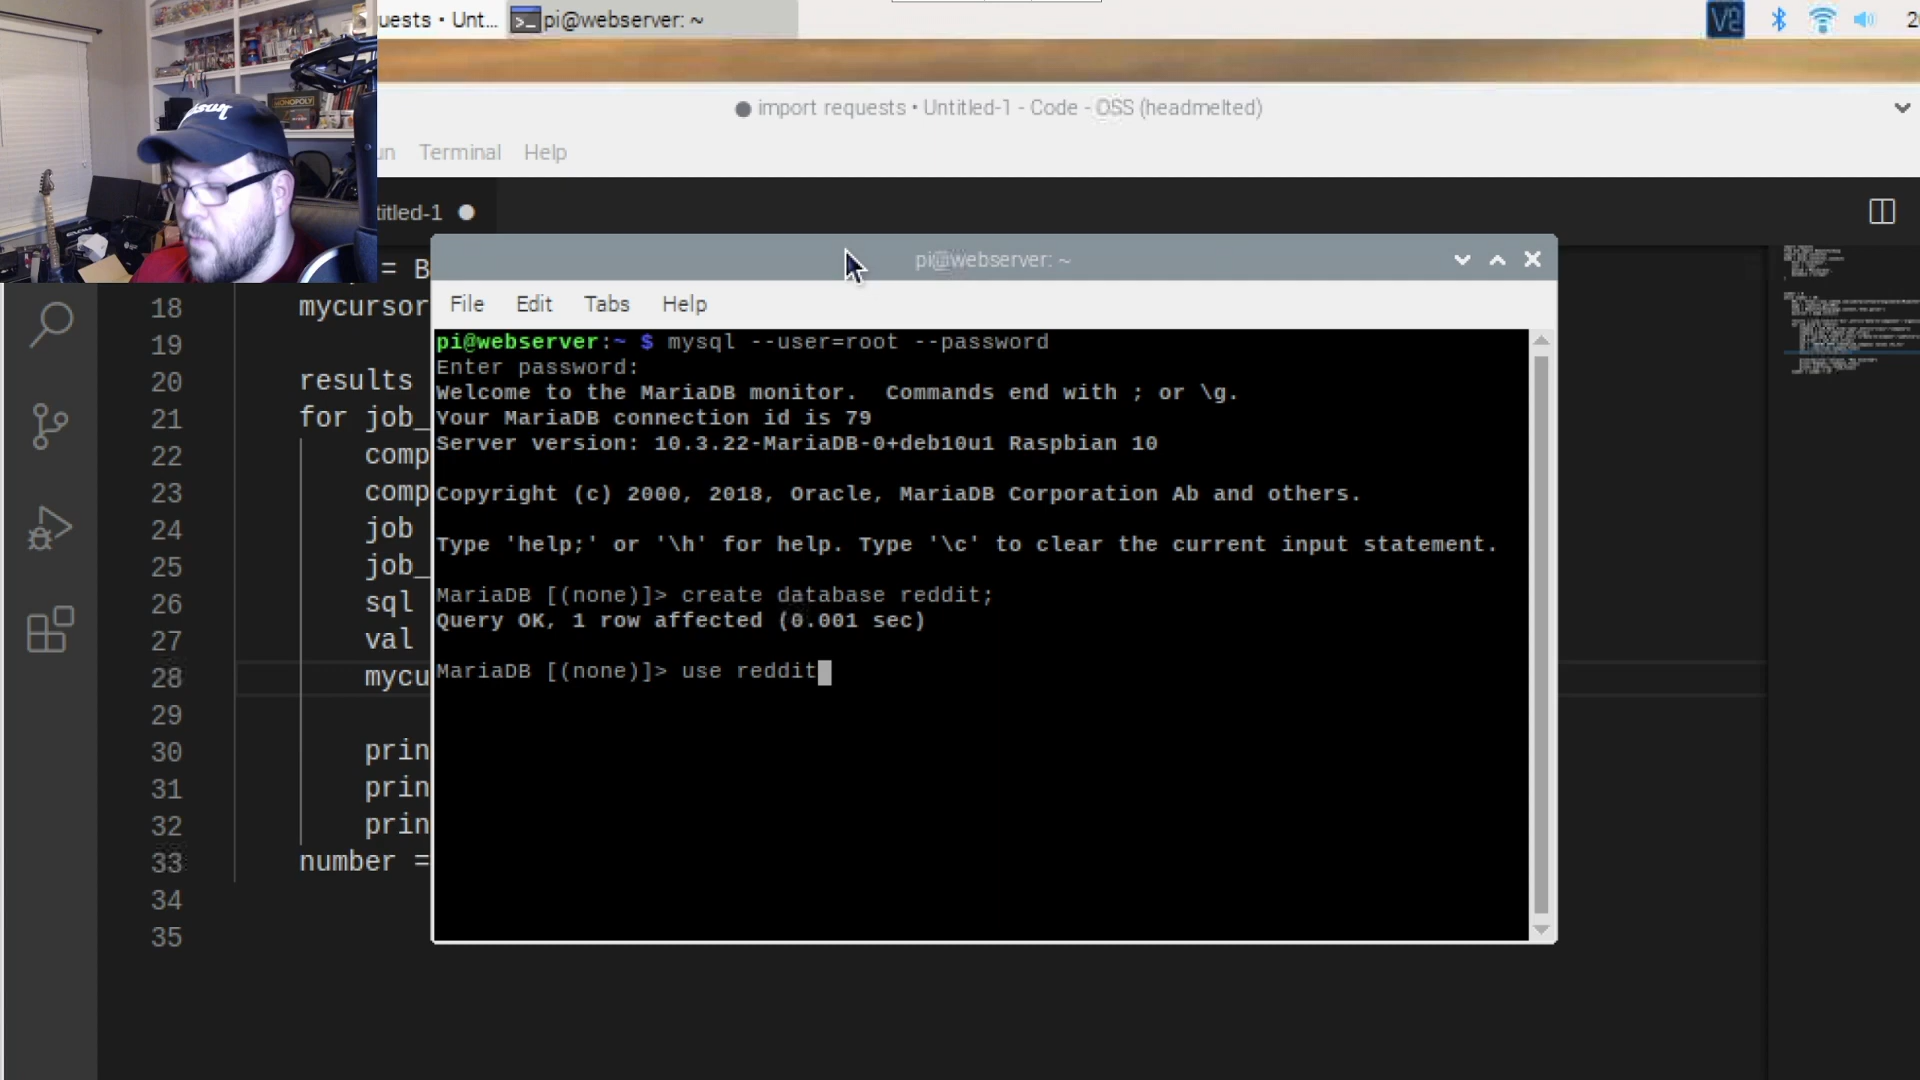 uests • Unt...
pi@webserver: ~
V2
2
import requests • Untitled-1 - Code - OSS (headmelted)
un Terminal Help
titled-1
MONOPOLY
= B
18 mycursor
19
20 results
21 for job_
22 comp
23 comp
24 job
25 job_
26 sql
27 val
28 mycu
29
30 prin
31 prin
32 prin
33 number =
34
35
pi@webserver: ~
File Edit Tabs Help
pi@webserver:~ $ mysql --user=root --password
Enter password:
Welcome to the MariaDB monitor.  Commands end with ; or \g.
Your MariaDB connection id is 79
Server version: 10.3.22-MariaDB-0+deb10u1 Raspbian 10
Copyright (c) 2000, 2018, Oracle, MariaDB Corporation Ab and others.
Type 'help;' or '\h' for help. Type '\c' to clear the current input statement.
MariaDB [(none)]> create database reddit;
Query OK, 1 row affected (0.001 sec)
MariaDB [(none)]> use reddit